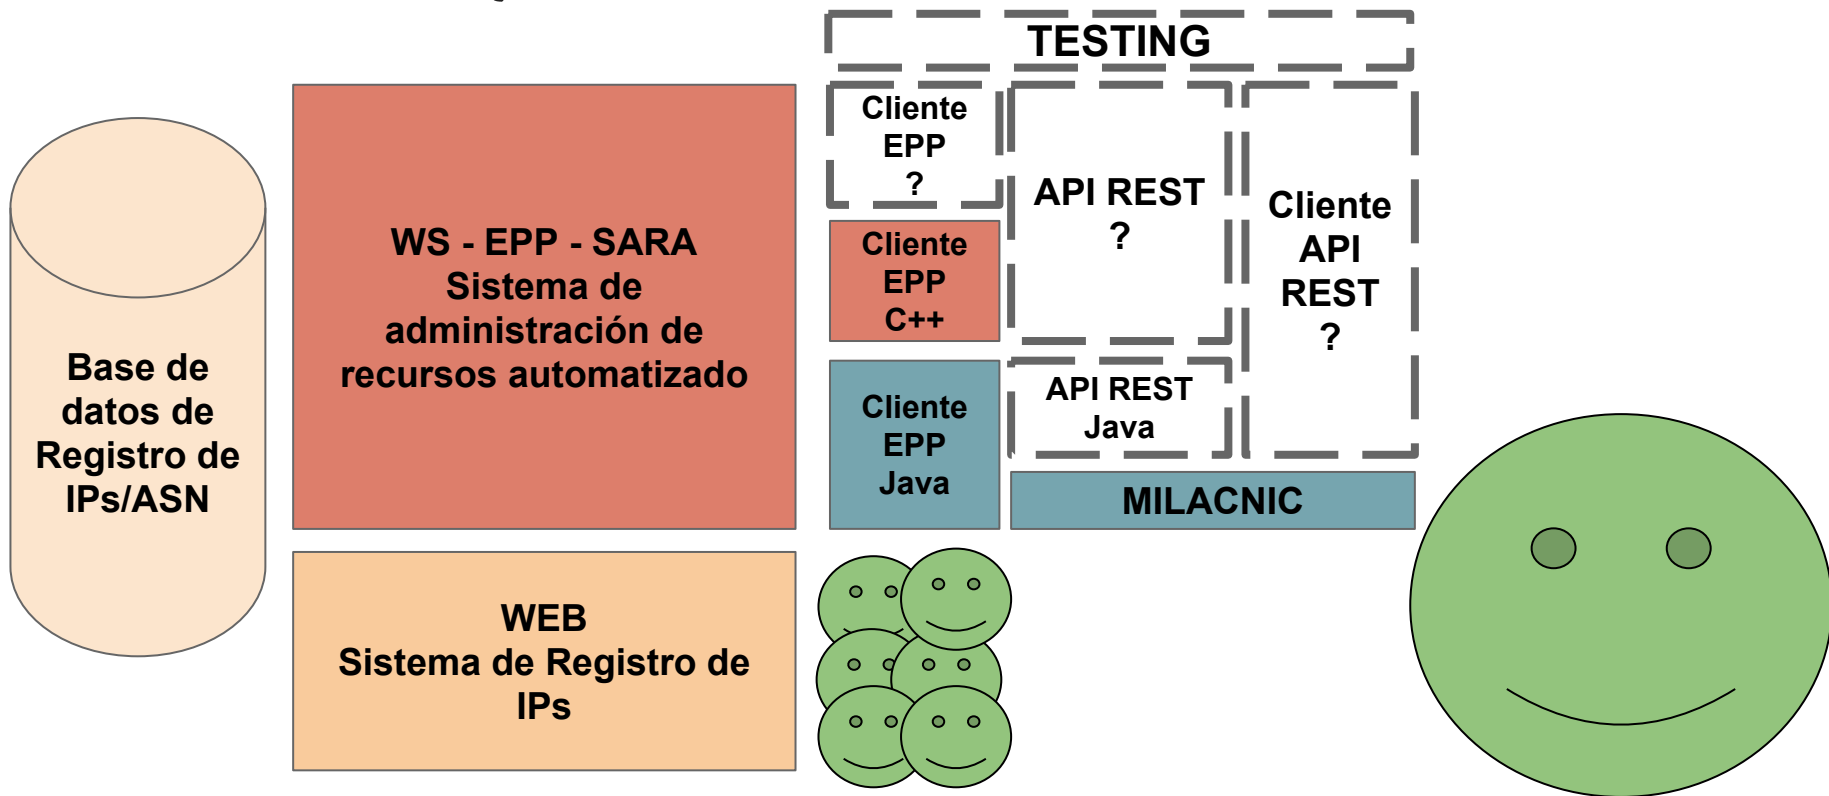 TESTING
Base de
datos de
Registro de
IPs/ASN
WS - EPP - SARA
Sistema de
administración de
recursos automatizado
WEB
Sistema de Registro de
IPs
Cliente
EPP
?
Cliente
EPP
C++
Cliente
EPP
Java
API REST
?
API REST
Java
Cliente
API
REST
?
MILACNIC